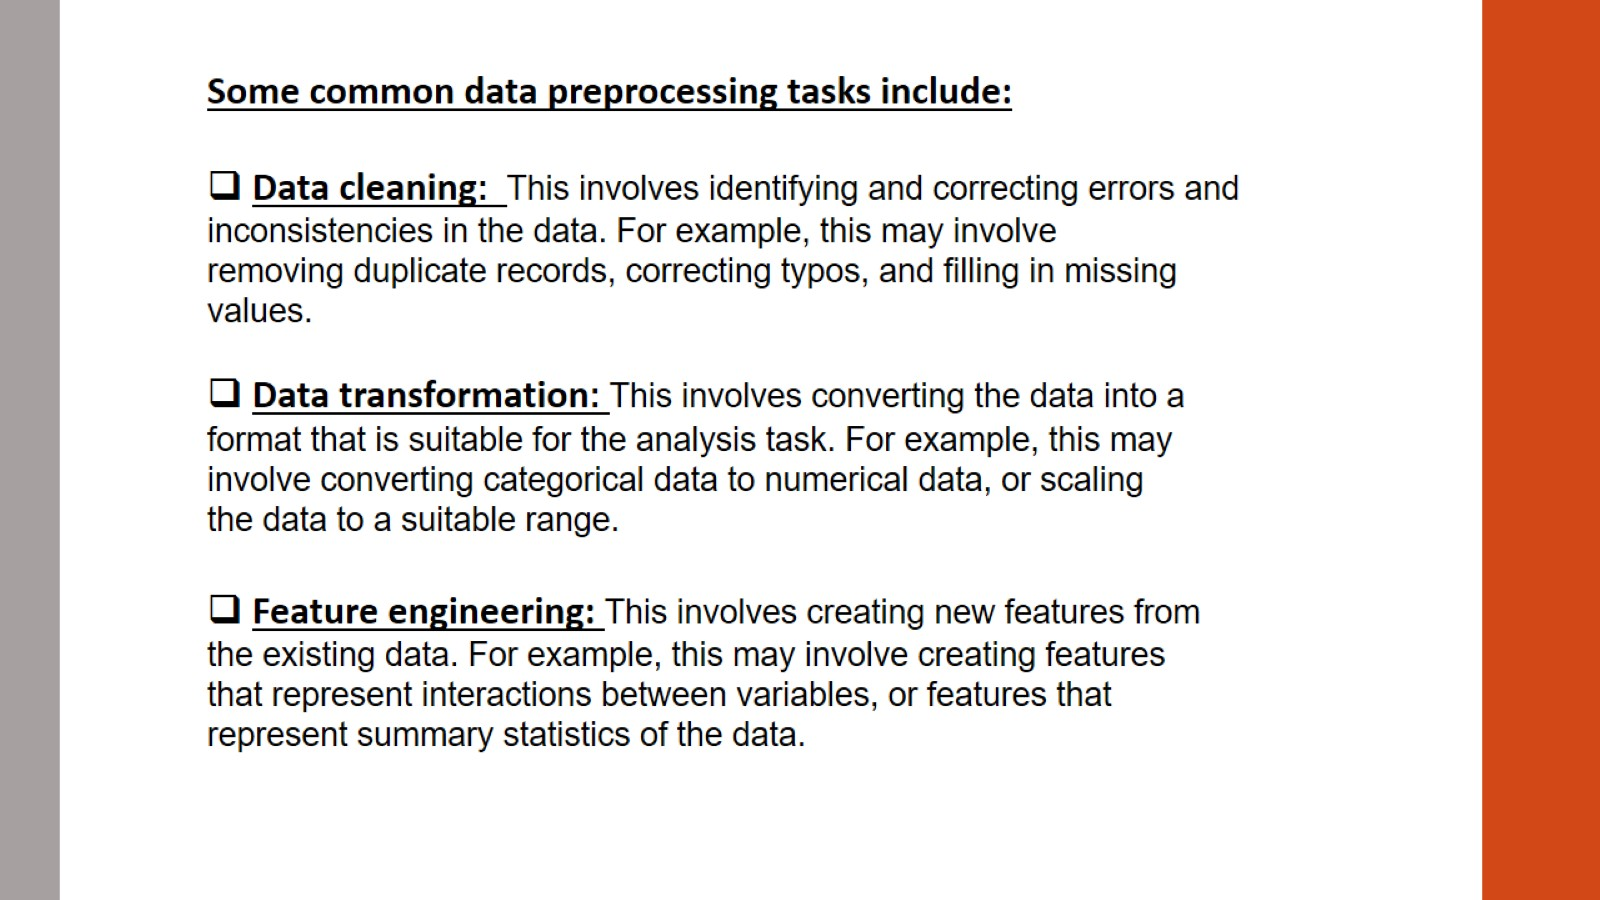 Some common data preprocessing tasks include:
❑ Data cleaning: This involves identifying and correcting errors and
inconsistencies in the data. For example, this may involve
removing duplicate records, correcting typos, and filling in missing
values.
❑ Data transformation: This involves converting the data into a
format that is suitable for the analysis task. For example, this may
involve converting categorical data to numerical data, or scaling
the data to a suitable range.
❑ Feature engineering: This involves creating new features from
the existing data. For example, this may involve creating features
that represent interactions between variables, or features that
represent summary statistics of the data.